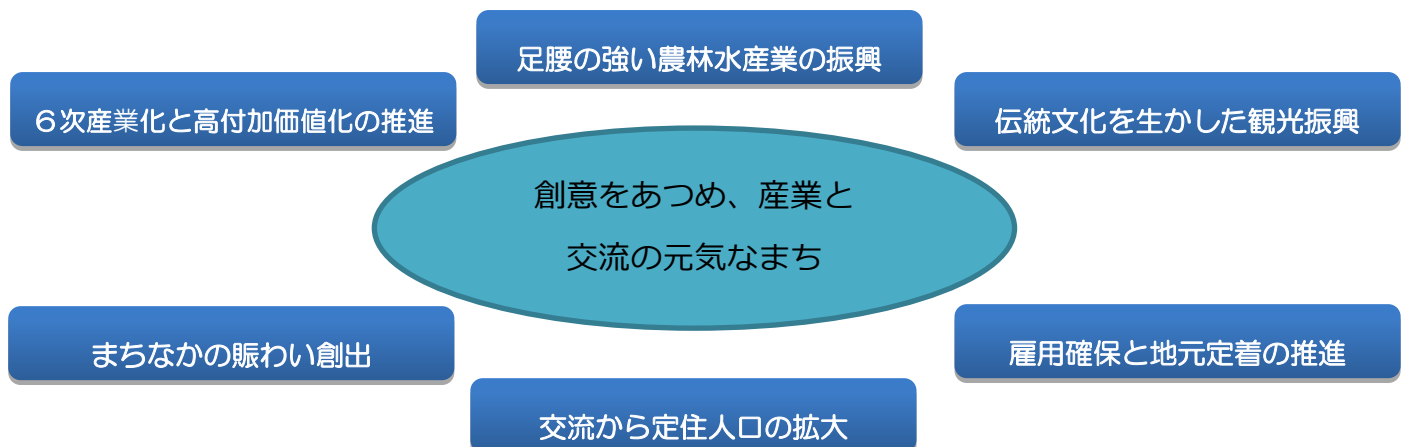 足腰の強い農林水産業の振興
６次産業化と高付加価値化の推進
伝統文化を生かした観光振興
創意をあつめ、産業と
交流の元気なまち
まちなかの賑わい創出
雇用確保と地元定着の推進
交流から定住人口の拡大